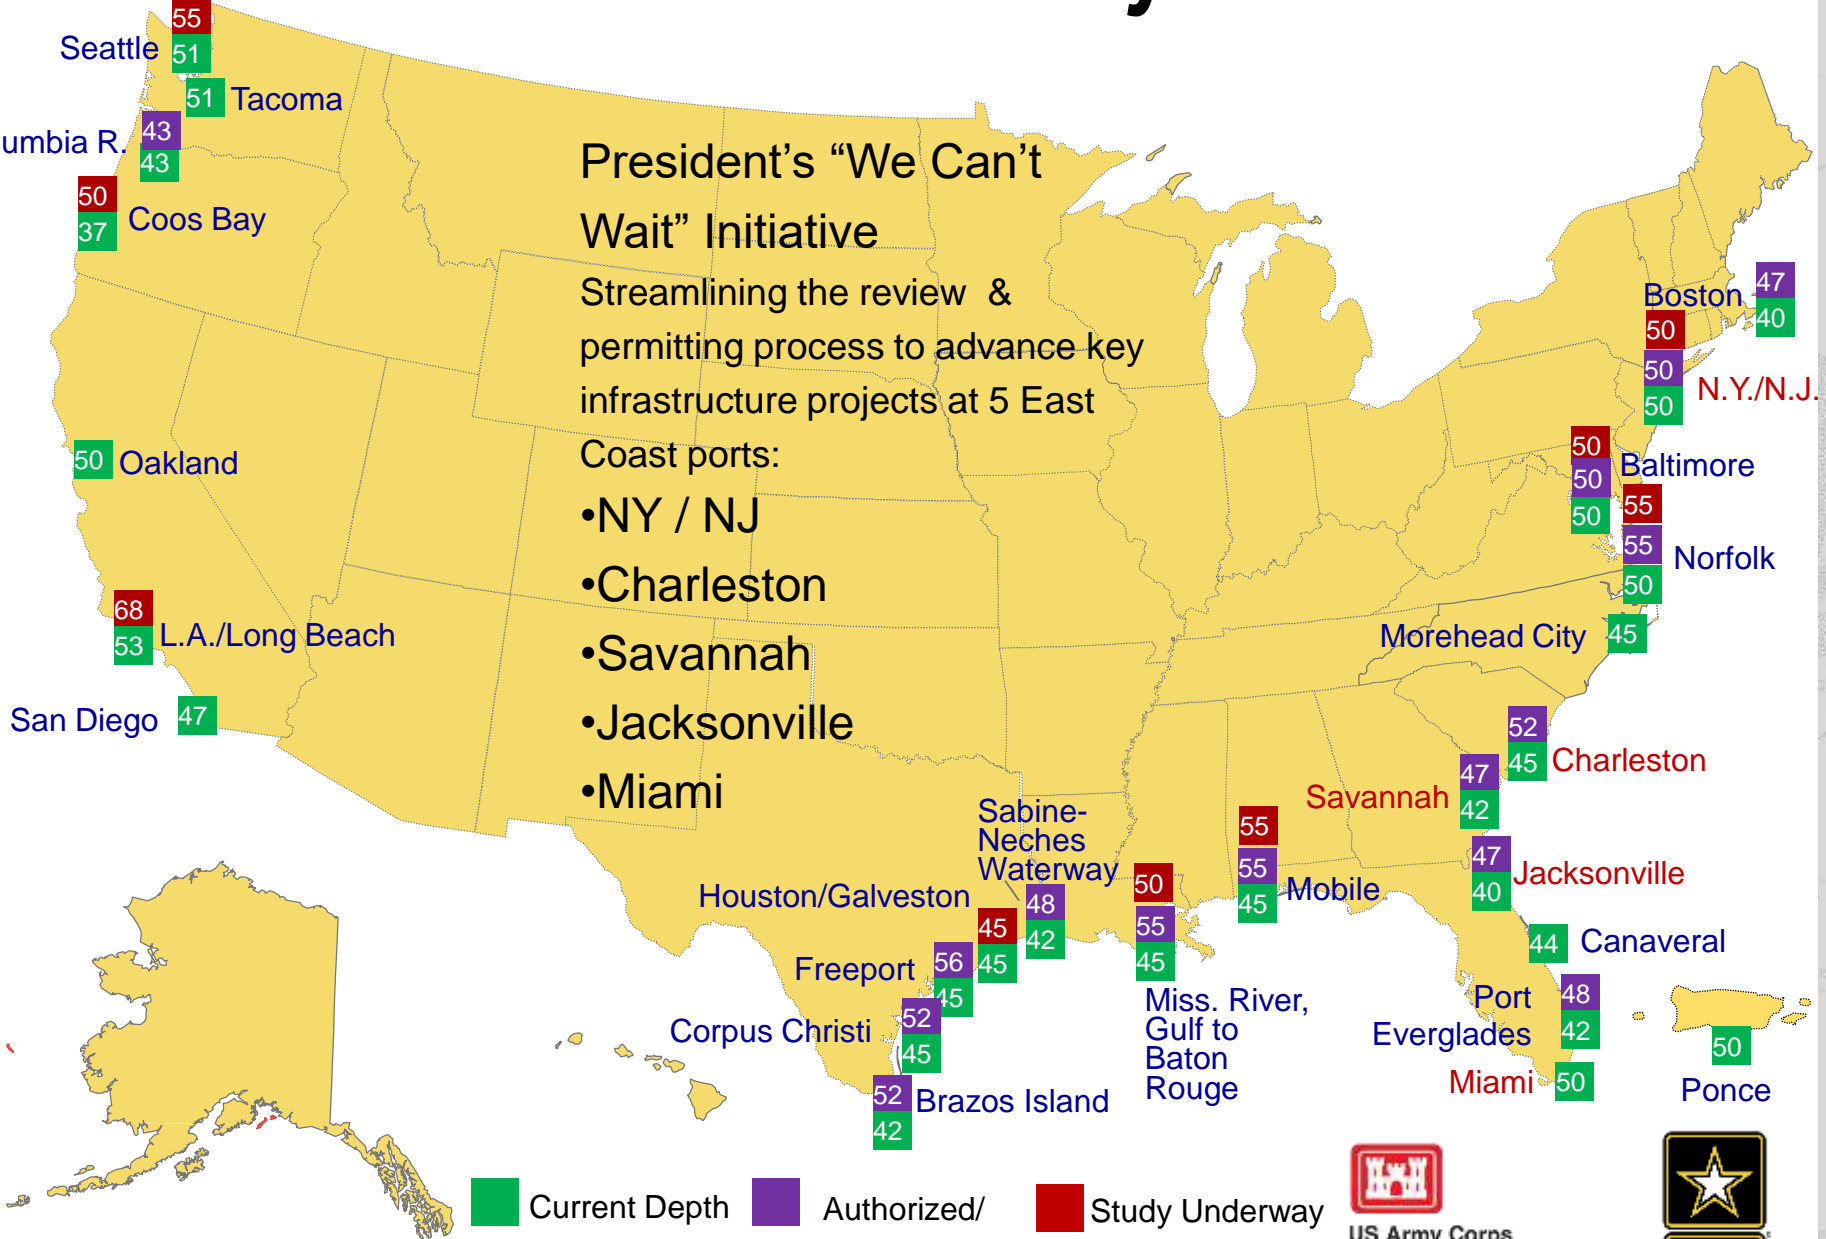 y
55
Seattle
51
51
Tacoma
43
umbia R.
43
50
Coos Bay
37
50
Oakland
68
L.A./Long Beach
53
San Diego
47
President’s “We Can’t
Wait” Initiative
Streamlining the review &
permitting process to advance key
infrastructure projects at 5 East
Coast ports:
•NY / NJ
•Charleston
•Savannah
•Jacksonville
•Miami
47
Boston
40
50
50
N.Y./N.J.
50
50
Baltimore
50
50
55
55
Norfolk
50
Morehead City
45
52
Charleston
45
47
Savannah
42
47
Jacksonville
40
44
Canaveral
Port
Everglades
48
42
Miami
50
50
Ponce
55
55
Mobile
45
50
55
45
Miss. River,
Gulf to
Baton
Rouge
Sabine-
Neches
Waterway
48
42
Houston/Galveston
45
45
Freeport
56
45
Corpus Christi
52
45
52
Brazos Island
42
Current Depth
Authorized/
Study Underway
US Army Corps